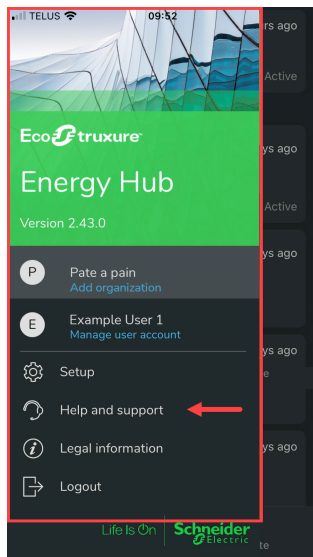 TELUS 09:52
rs ago
Active
EcoStruxure
ys ago
Energy Hub
Active
Version 2.43.0
ys ago
P Pate a pain
Add organization
E Example User 1
Manage user account
ys ago
e
Setup
Help and support
ys ago
i Legal information
Logout
Life Is On Schneider
Electric
te